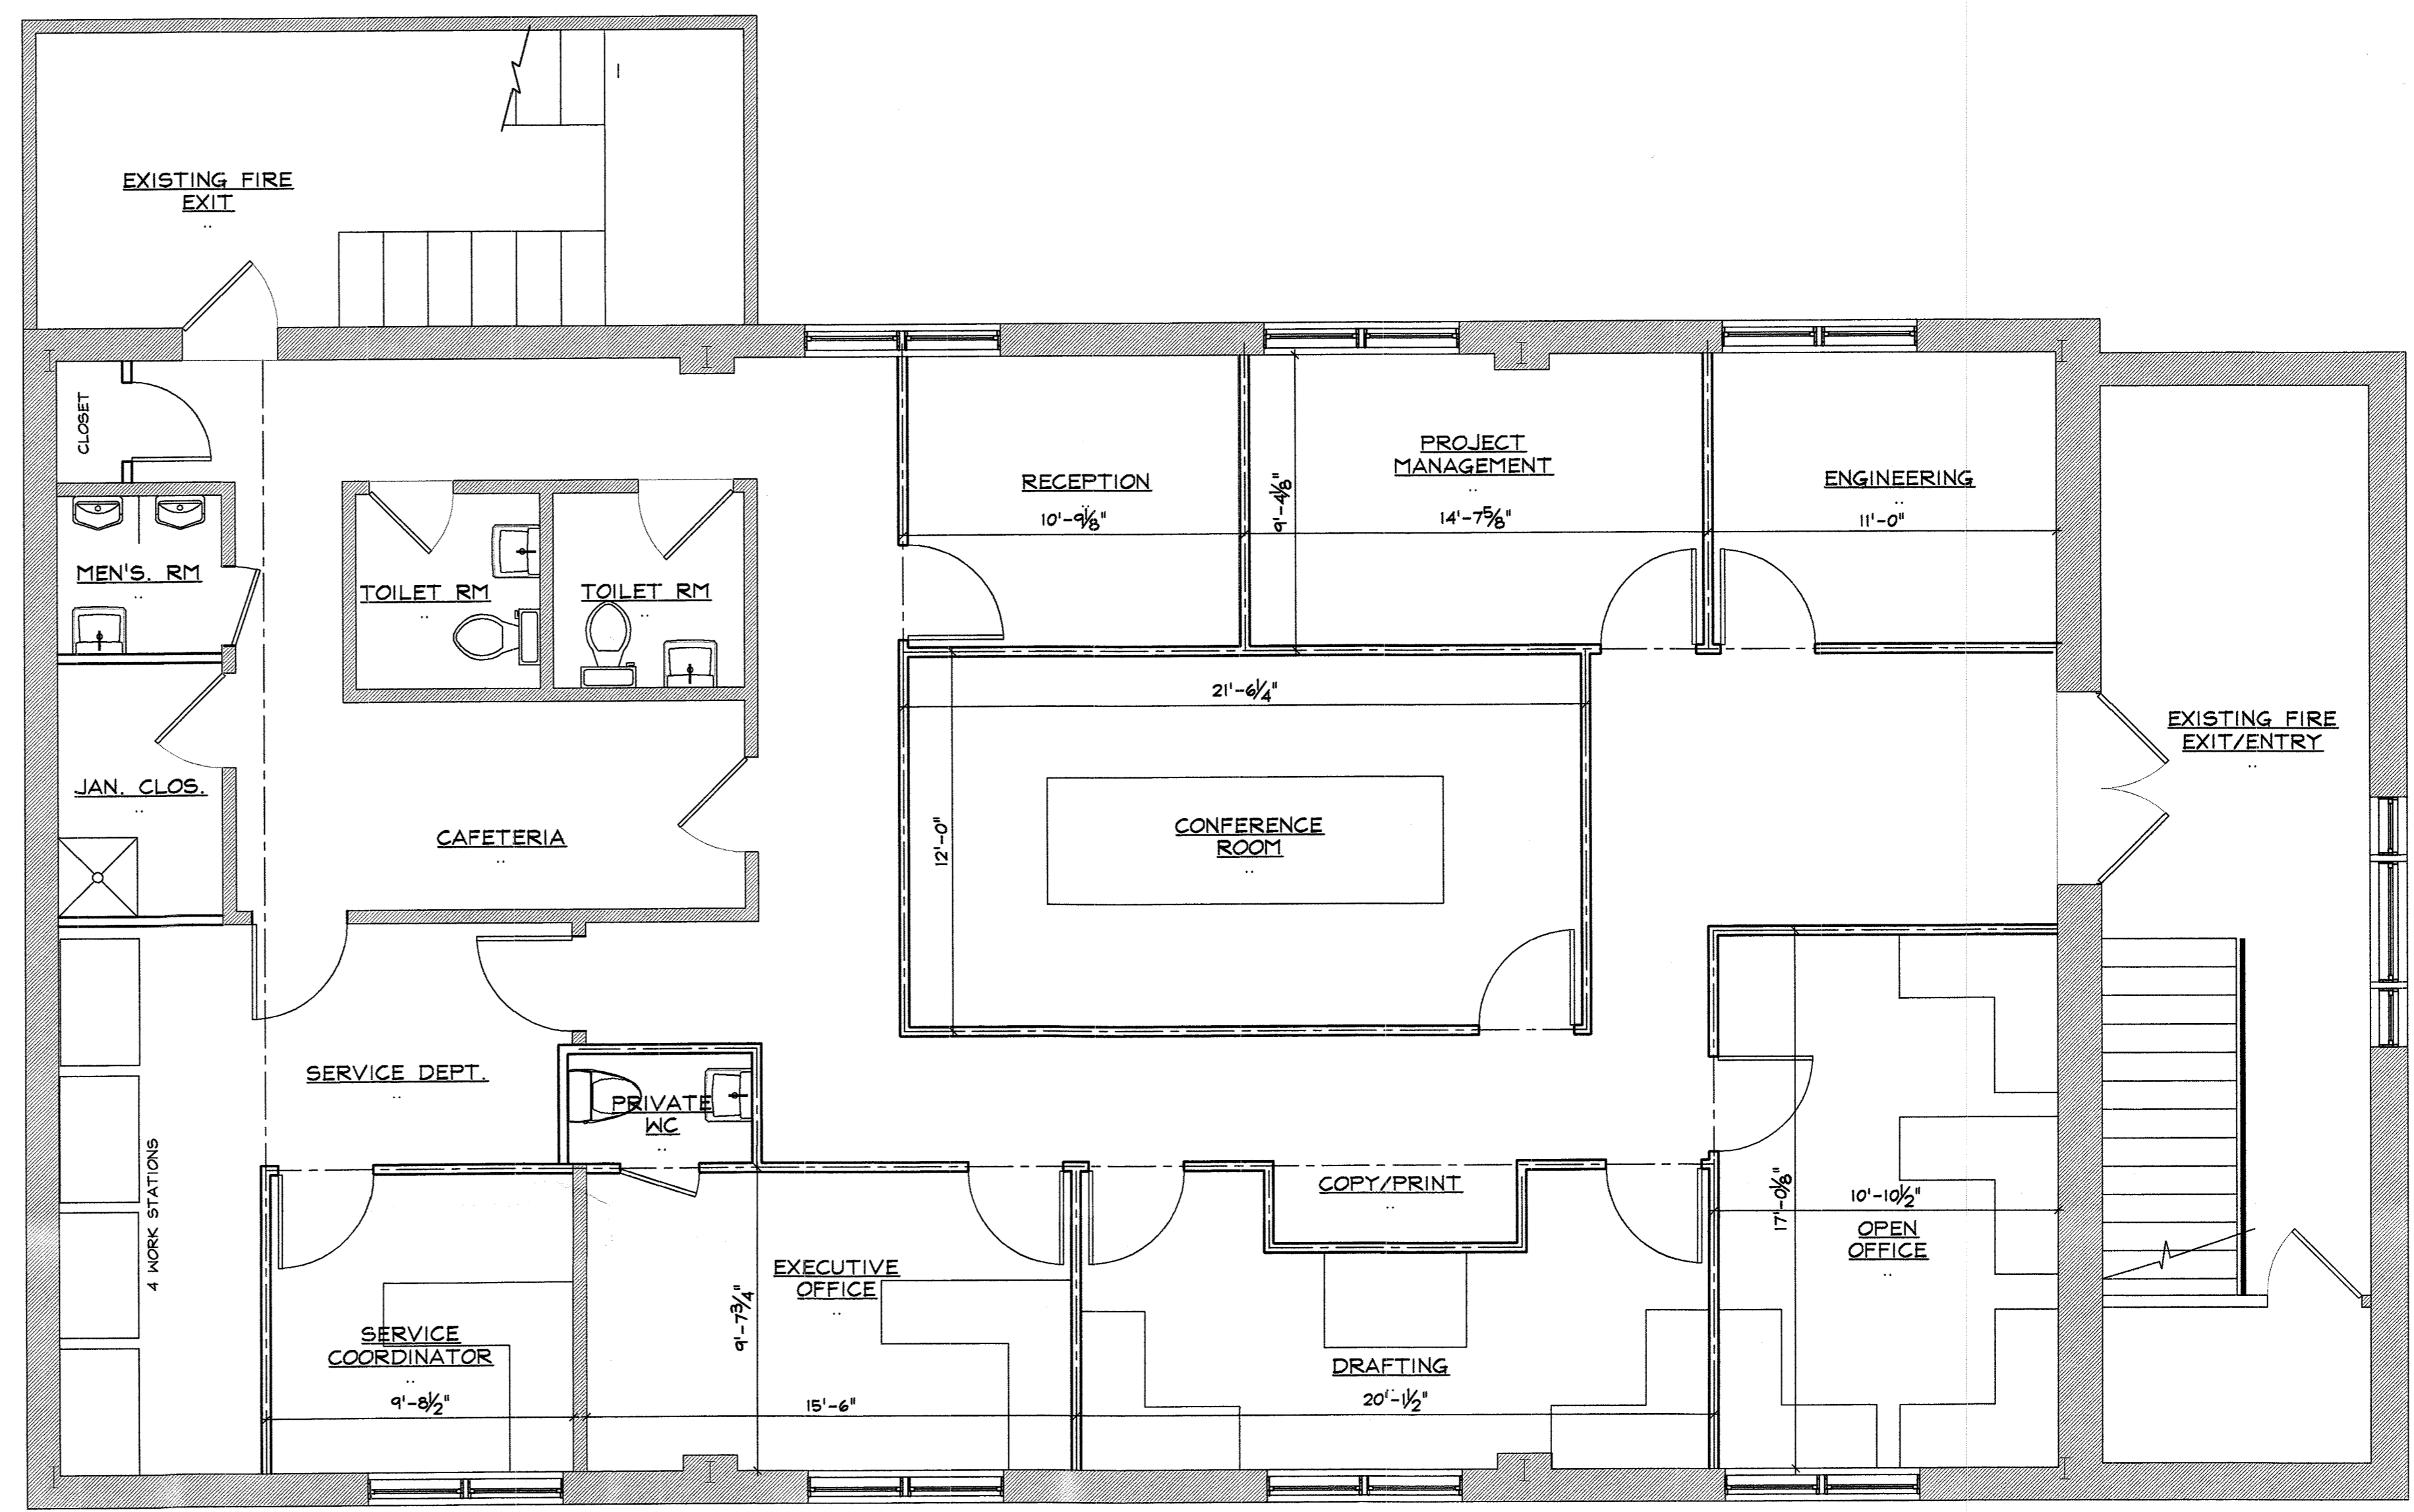 EXISTING FIRE
EXIT
CLOSET
RECEPTION
10'-9⅛"
9'-4⅛"
PROJECT
MANAGEMENT
14'-7⅝"
ENGINEERING
11'-0"
MEN'S. RM
TOILET RM
TOILET RM
21'-6¼"
EXISTING FIRE
EXIT/ENTRY
JAN. CLOS.
CAFETERIA
12'-0"
CONFERENCE
ROOM
SERVICE DEPT.
PRIVATE
WC
4 WORK STATIONS
COPY/PRINT
17'-0⅛"
10'-10½"
OPEN
OFFICE
EXECUTIVE
OFFICE
9'-7¾"
SERVICE
COORDINATOR
9'-8½"
15'-6"
DRAFTING
20'-1½"